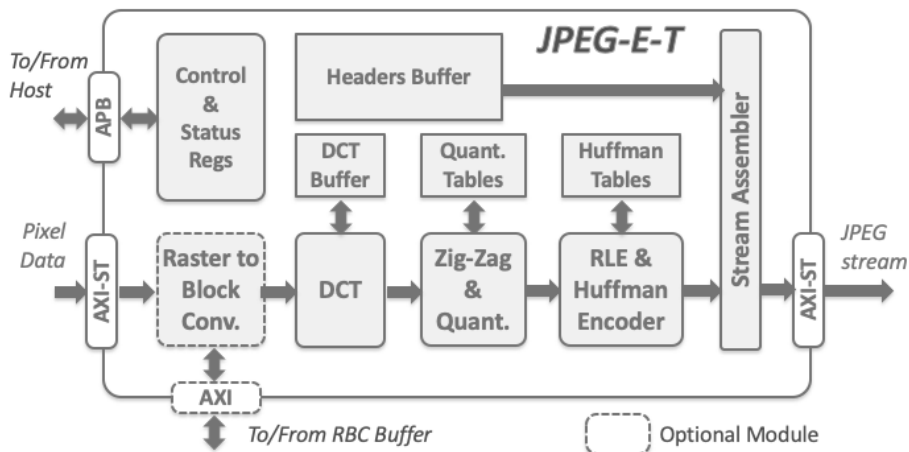 JPEG-E-T
To/From
Host
APB
Control
&
Status
Regs
Headers Buffer
DCT
Buffer
Quant.
Tables
Huffman
Tables
Stream Assembler
Pixel
Data
AXI-ST
Raster to
Block
Conv.
DCT
Zig-Zag
&
Quant.
RLE &
Huffman
Encoder
AXI-ST
JPEG
stream
AXI
To/From RBC Buffer
Optional Module